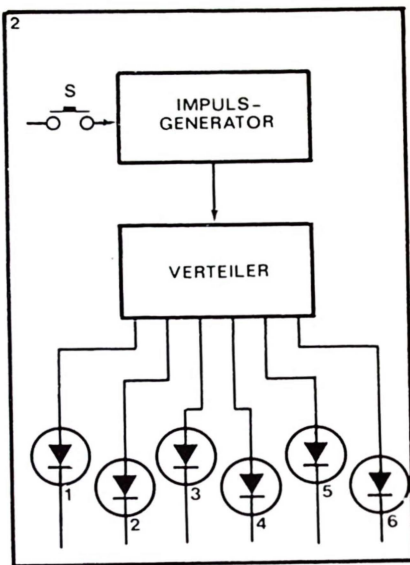 2
S
IMPULS-
GENERATOR
VERTEILER
1
2
3
4
5
6